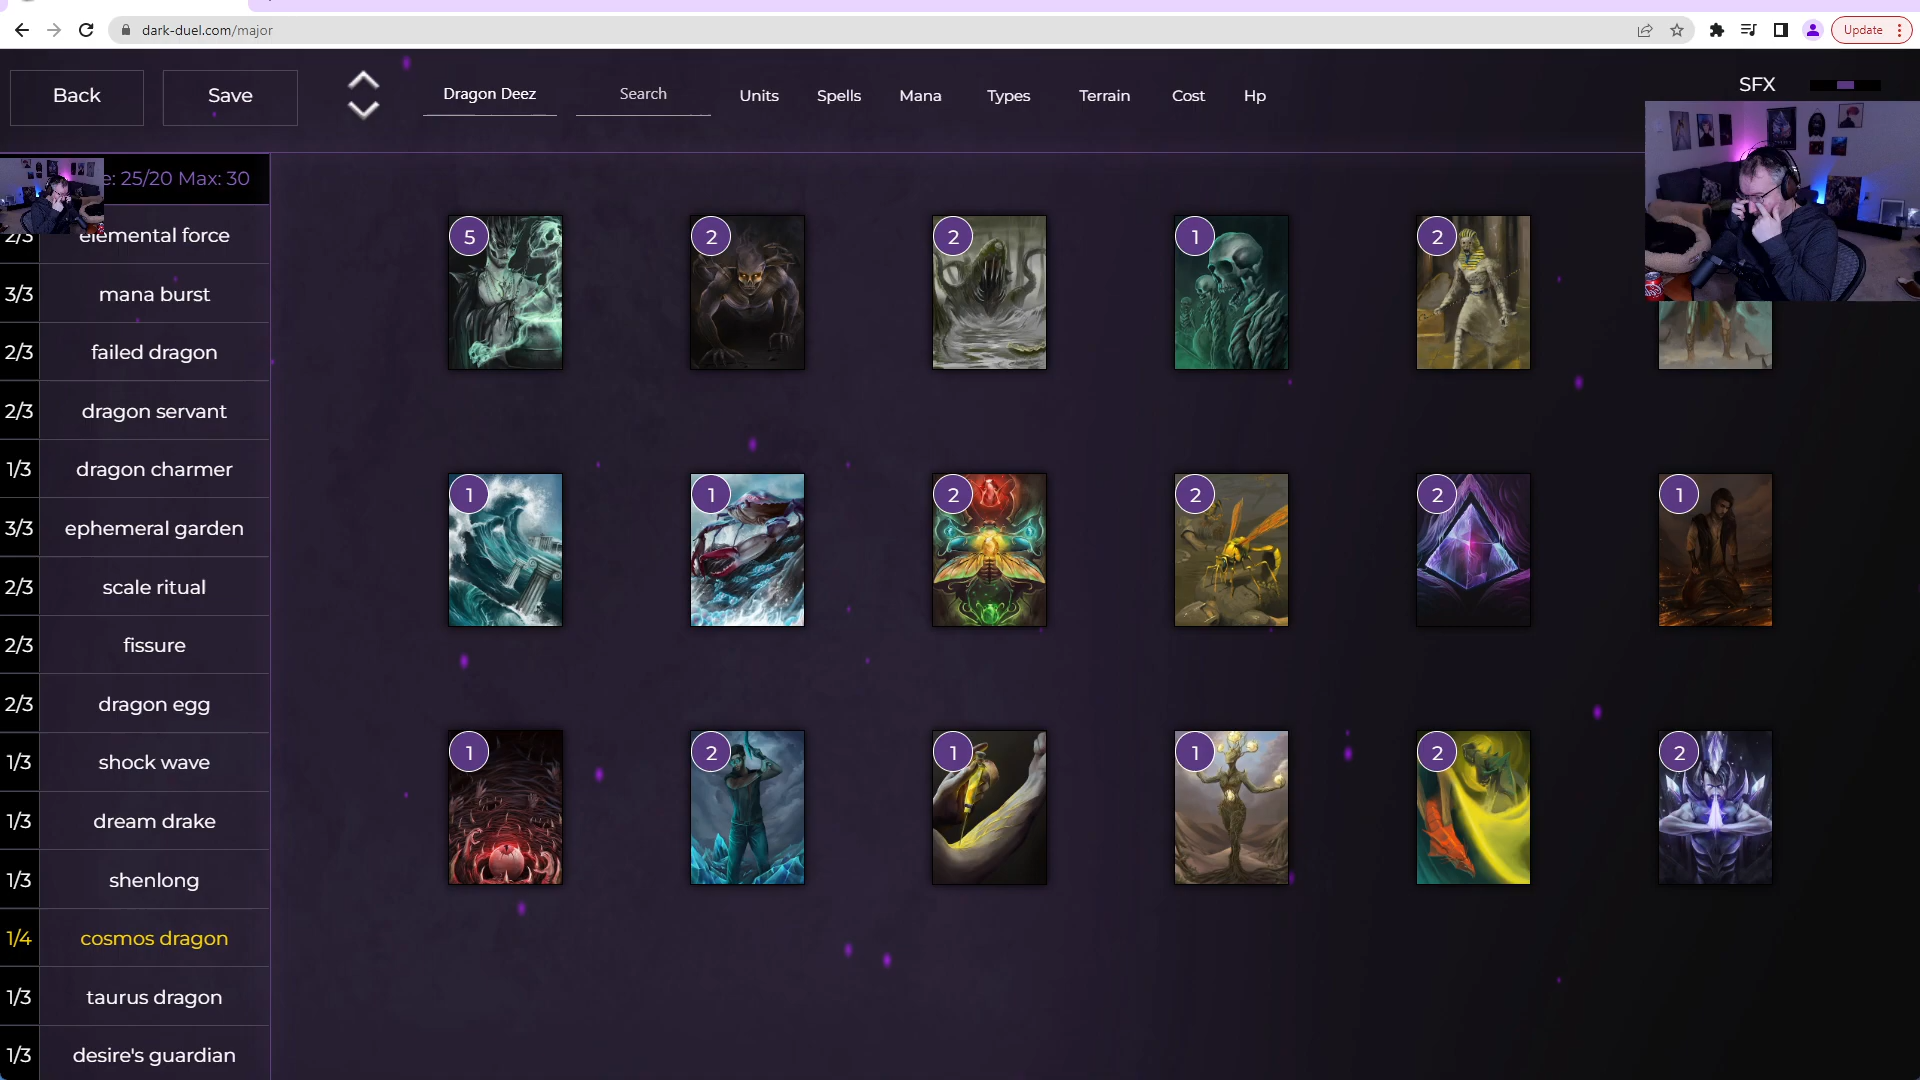 dark-duel.com/major
Update
Back
Save
Dragon Deez
Search
Units
Spells
Mana
Types
Terrain
Cost
Hp
SFX
e: 25/20 Max: 30
2/3 elemental force
3/3 mana burst
2/3 failed dragon
2/3 dragon servant
1/3 dragon charmer
3/3 ephemeral garden
2/3 scale ritual
2/3 fissure
2/3 dragon egg
1/3 shock wave
1/3 dream drake
1/3 shenlong
1/4 cosmos dragon
1/3 taurus dragon
1/3 desire's guardian
5 2 2 1 2
1 1 2 2 2 1
1 2 1 1 2 2